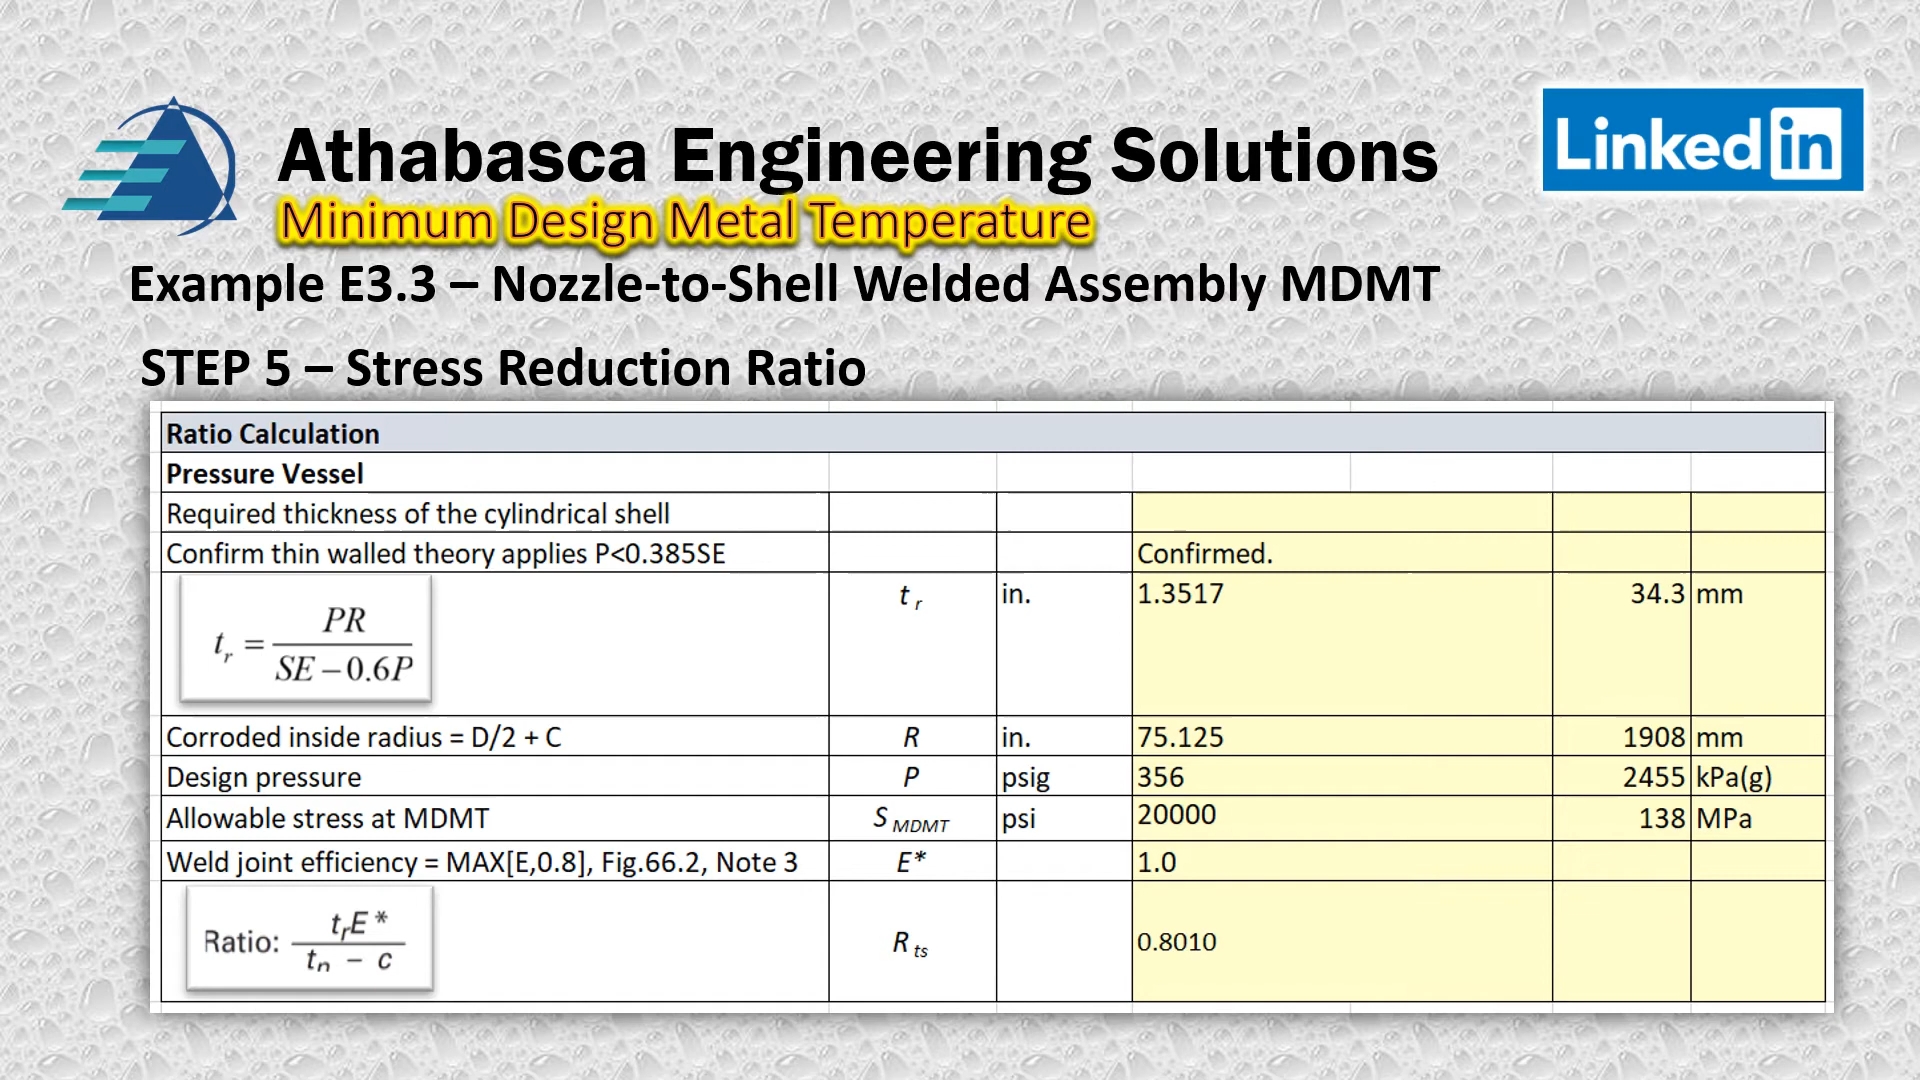 Athabasca Engineering Solutions
Linked in
Minimum Design Metal Temperature
Example E3.3 – Nozzle-to-Shell Welded Assembly MDMT
STEP 5 – Stress Reduction Ratio
Ratio Calculation
Pressure Vessel
Required thickness of the cylindrical shell
Confirm thin walled theory applies P<0.385SE Confirmed.
t_r = PR / (SE – 0.6P) t_r in. 1.3517 34.3 mm
Corroded inside radius = D/2 + C R in. 75.125 1908 mm
Design pressure P psig 356 2455 kPa(g)
Allowable stress at MDMT S MDMT psi 20000 138 MPa
Weld joint efficiency = MAX[E,0.8], Fig.66.2, Note 3 E* 1.0
Ratio: t_rE* / (t_n – c) R ts 0.8010